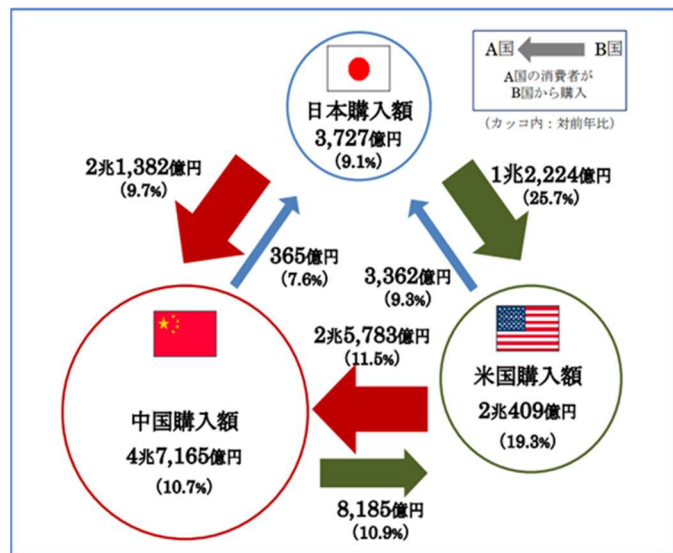 A国 B国
A国の消費者が
B国から購入
(カッコ内：対前年比)
日本購入額
3,727億円
(9.1%)
2兆1,382億円
(9.7%)
1兆2,224億円
(25.7%)
365億円
(7.6%)
3,362億円
(9.3%)
2兆5,783億円
(11.5%)
中国購入額
4兆7,165億円
(10.7%)
米国購入額
2兆409億円
(19.3%)
8,185億円
(10.9%)